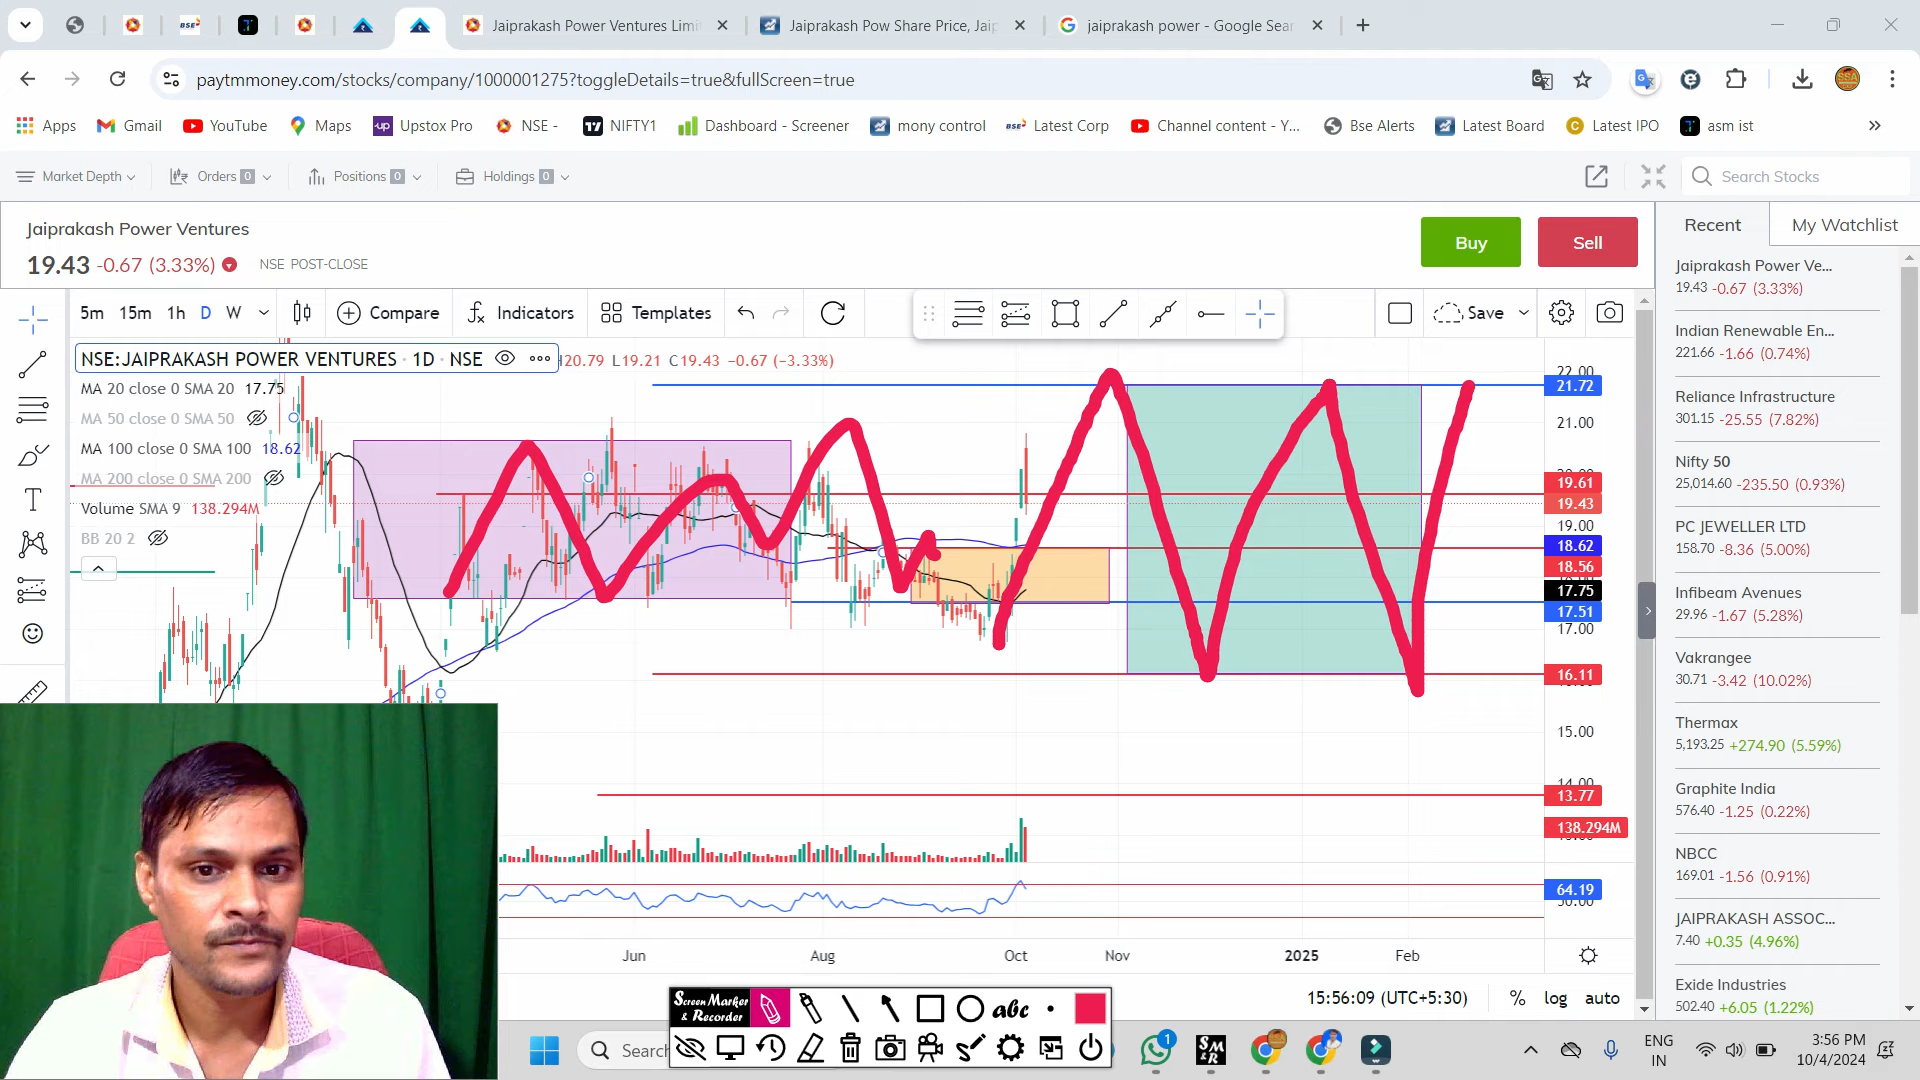 Jaiprakash Power Ventures Limi
Jaiprakash Pow Share Price, Jaip
jaiprakash power - Google Sear
paytmmoney.com/stocks/company/1000001275?toggleDetails=true&fullScreen=true
Apps
Gmail
YouTube
Maps
up Upstox Pro
NSE -
NIFTY1
Dashboard - Screener
mony control
BSE Latest Corp
Channel content - Y...
Bse Alerts
Latest Board
Latest IPO
asm ist
Market Depth
Orders 0
Positions 0
Holdings 0
Search Stocks
Jaiprakash Power Ventures
19.43 -0.67 (3.33%)
NSE POST-CLOSE
Buy
Sell
Recent
My Watchlist
5m 15m 1h D W
Compare
Indicators
Templates
Save
NSE:JAIPRAKASH POWER VENTURES · 1D · NSE
20.79 L19.21 C19.43 -0.67 (-3.33%)
MA 20 close 0 SMA 20 17.75
MA 50 close 0 SMA 50
MA 100 close 0 SMA 100 18.62
MA 200 close 0 SMA 200
Volume SMA 9 138.294M
BB 20 2
22.00
21.72
21.00
19.61
19.43
19.00
18.62
18.56
17.75
17.51
17.00
16.11
15.00
14.00
13.77
138.294M
64.19
50.00
Jun
Aug
Oct
Nov
2025
Feb
15:56:09 (UTC+5:30)
% log auto
Jaiprakash Power Ve...
19.43 -0.67 (3.33%)
Indian Renewable En...
221.66 -1.66 (0.74%)
Reliance Infrastructure
301.15 -25.55 (7.82%)
Nifty 50
25,014.60 -235.50 (0.93%)
PC JEWELLER LTD
158.70 -8.36 (5.00%)
Infibeam Avenues
29.96 -1.67 (5.28%)
Vakrangee
30.71 -3.42 (10.02%)
Thermax
5,193.25 +274.90 (5.59%)
Graphite India
576.40 -1.25 (0.22%)
NBCC
169.01 -1.56 (0.91%)
JAIPRAKASH ASSOC...
7.40 +0.35 (4.96%)
Exide Industries
502.40 +6.05 (1.22%)
Screen Marker
& Recorder
abc
Searc
SM
&R
1
ENG
IN
3:56 PM
10/4/2024